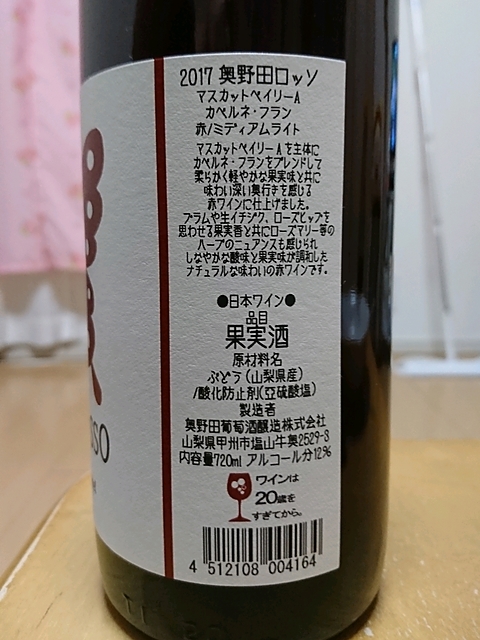 2017 奥野田ロッソ
マスカットベイリーA
カベルネ・フラン
赤/ミディアムライト
マスカットベイリーAを主体に
カベルネ・フランをブレンドして
柔らかく軽やかな果実味と共に
味わい深い奥行きを感じる
赤ワインに仕上げました。
プラムや生イチジク、ローズヒップを
思わせる果実香と共にローズマリー等の
ハーブのニュアンスも感じられ
しなやかな酸味と果実味が調和した
ナチュラルな味わいの赤ワインです。
●日本ワイン●
品目
果実酒
原材料名
ぶどう(山梨県産)
/酸化防止剤(亞硫酸塩)
製造者
奥野田葡萄酒醸造株式会社
山梨県甲州市塩山牛奥2529-3
内容量720ml アルコール分12%
ワインは
20歳を
すぎてから。
4 512108 004164